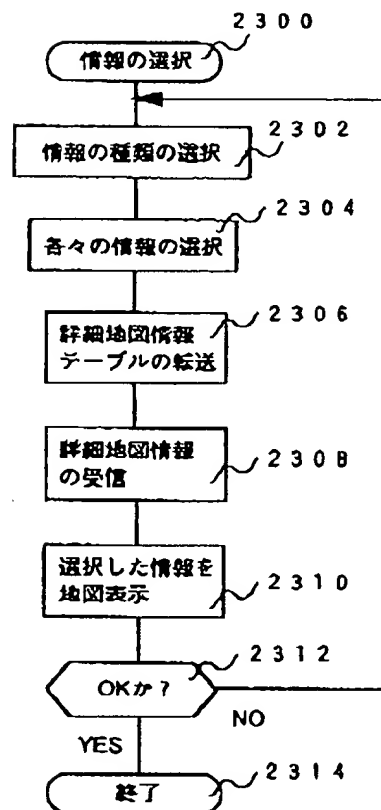 2300
情報の選択
2302
情報の種類の選択
2304
各々の情報の選択
2306
詳細地図情報
テーブルの転送
2308
詳細地図情報
の受信
選択した情報を
地図表示
2310
2312
OKか？
NO
YES
2314
終了